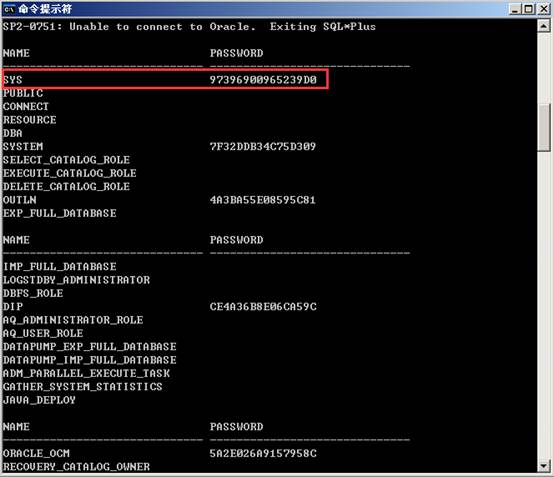 命令提示符
SP2-0751: Unable to connect to Oracle.  Exiting SQL*Plus
NAME                           PASSWORD
------------------------------ ------------------------------
SYS                            97396900965239D0
PUBLIC
CONNECT
RESOURCE
DBA
SYSTEM                         7F32DDB34C75D309
SELECT_CATALOG_ROLE
EXECUTE_CATALOG_ROLE
DELETE_CATALOG_ROLE
OUTLN                          4A3BA55E08595C81
EXP_FULL_DATABASE
NAME                           PASSWORD
------------------------------ ------------------------------
IMP_FULL_DATABASE
LOGSTDBY_ADMINISTRATOR
DBFS_ROLE
DIP                            CE4A36B8E06CA59C
AQ_ADMINISTRATOR_ROLE
AQ_USER_ROLE
DATAPUMP_EXP_FULL_DATABASE
DATAPUMP_IMP_FULL_DATABASE
ADM_PARALLEL_EXECUTE_TASK
GATHER_SYSTEM_STATISTICS
JAVA_DEPLOY
NAME                           PASSWORD
------------------------------ ------------------------------
ORACLE_OCM                     5A2E026A9157958C
RECOVERY_CATALOG_OWNER